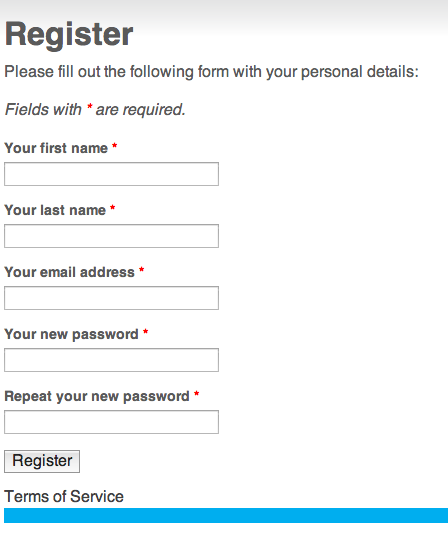 Register
Please fill out the following form with your personal details:
Fields with * are required.
Your first name *
Your last name *
Your email address *
Your new password *
Repeat your new password *
Register
Terms of Service